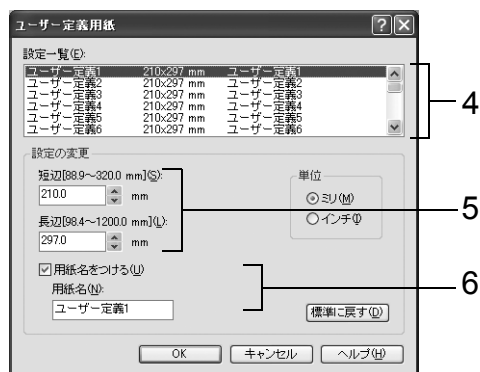 ユーザー定義用紙
設定一覧(E):
ユーザー定義1 210x297 mm ユーザー定義1
ユーザー定義2 210x297 mm ユーザー定義2
ユーザー定義3 210x297 mm ユーザー定義3
ユーザー定義4 210x297 mm ユーザー定義4
ユーザー定義5 210x297 mm ユーザー定義5
ユーザー定義6 210x297 mm ユーザー定義6
4
設定の変更
短辺[88.9～320.0 mm](S):
210.0 mm
長辺[98.4～1200.0 mm](L):
297.0 mm
単位
ミリ(M)
インチ(I)
5
用紙名をつける(U)
用紙名(N):
ユーザー定義1
6
標準に戻す(D)
OK キャンセル ヘルプ(H)